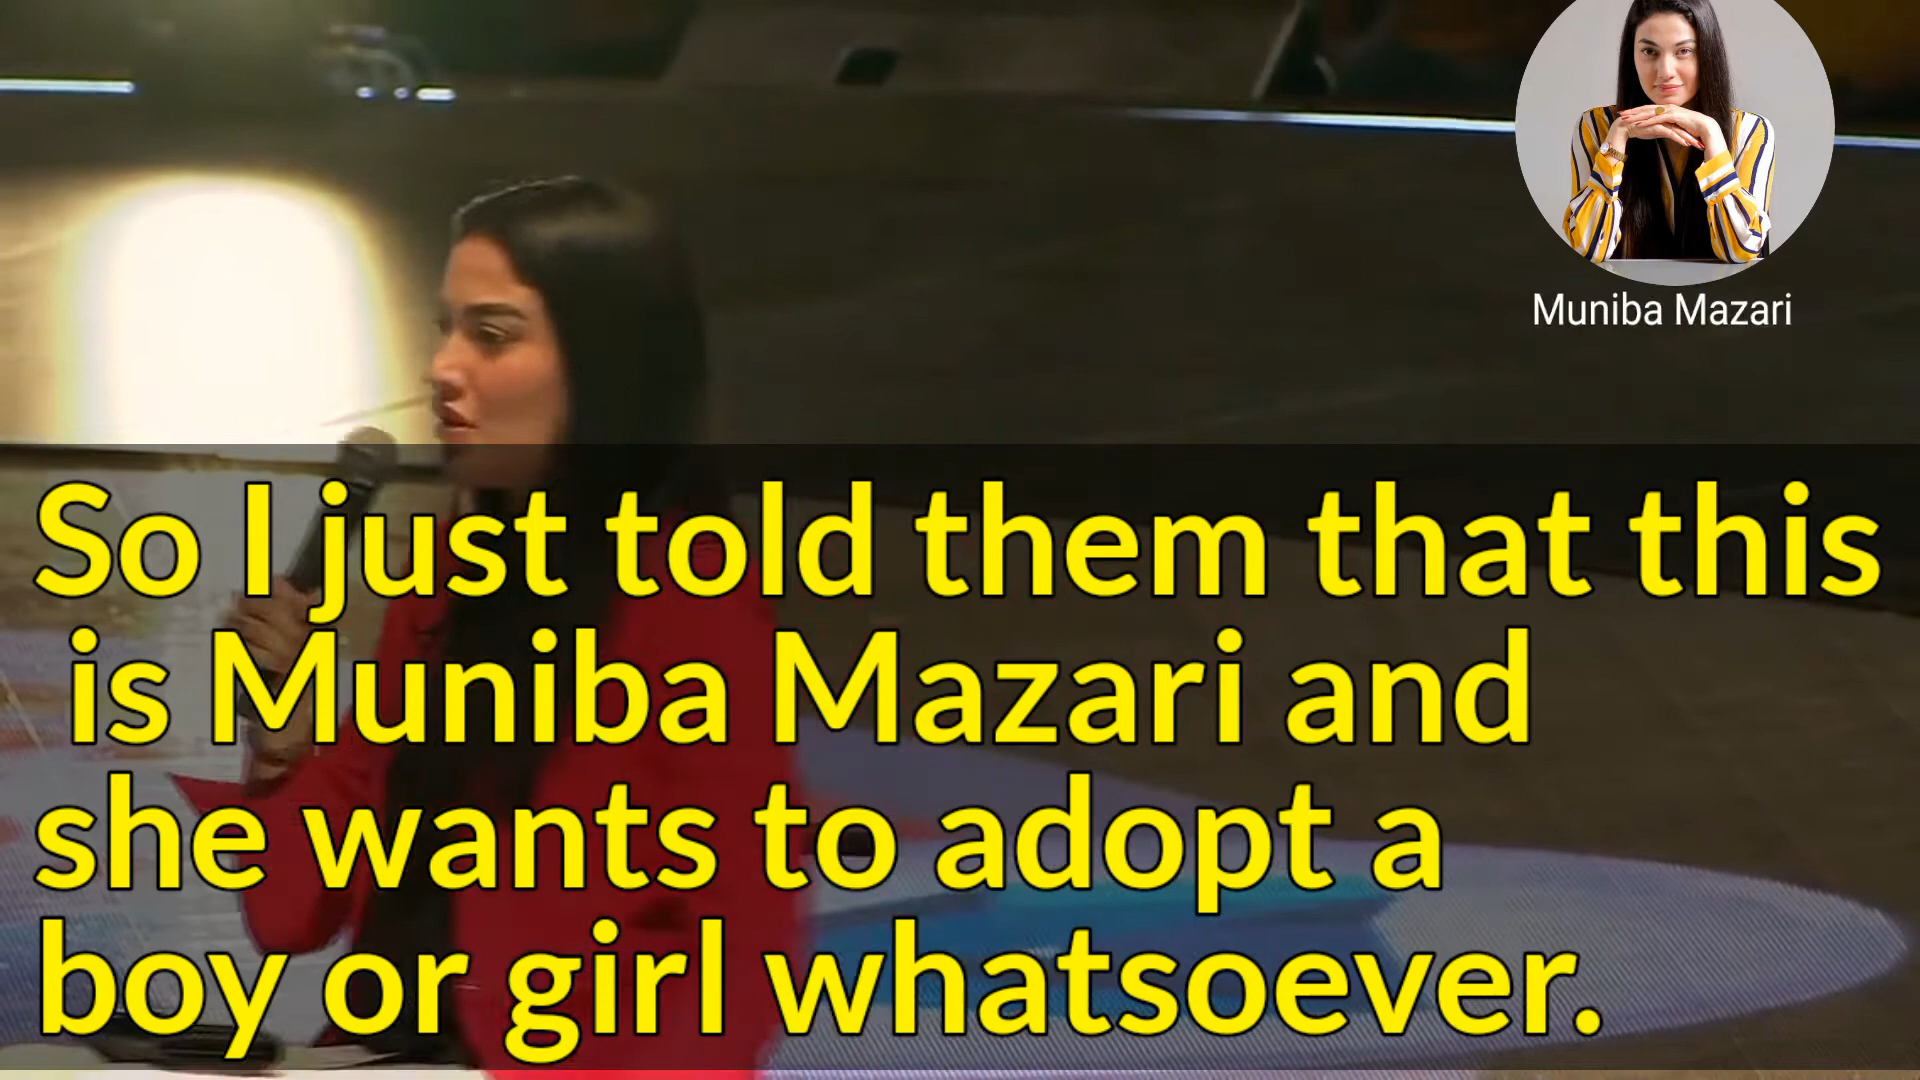 Muniba Mazari
So I just told them that this
is Muniba Mazari and
she wants to adopt a
boy or girl whatsoever.